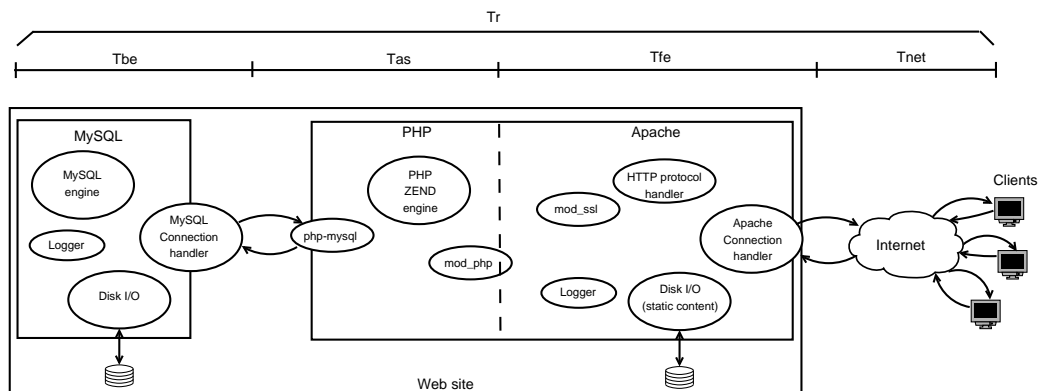 Tr
Tbe
Tas
Tfe
Tnet
MySQL
PHP
Apache
MySQL
engine
Logger
MySQL
Connection
handler
Disk I/O
php-mysql
PHP
ZEND
engine
mod_php
HTTP protocol
handler
mod_ssl
Apache
Connection
handler
Logger
Disk I/O
(static content)
Internet
Clients
Web site